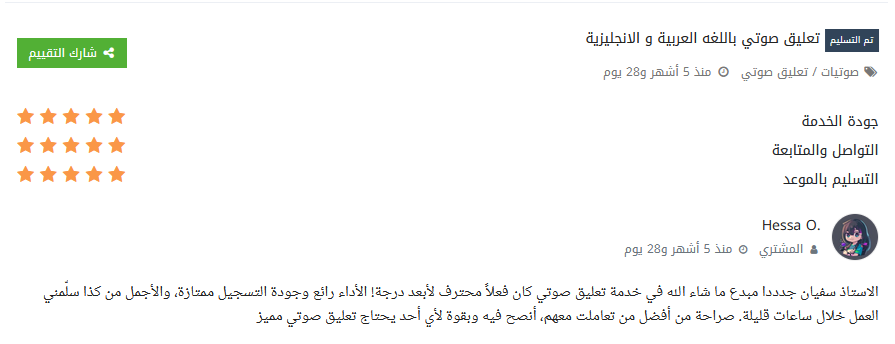 تم التسليم تعليق صوتي باللغه العربية و الانجليزية
شارك التقييم
صوتيات / تعليق صوتي منذ 5 أشهر و28 يوم
جودة الخدمة
التواصل والمتابعة
التسليم بالموعد
Hessa O.
المشتري منذ 5 أشهر و28 يوم
الاستاذ سفيان جدددا مبدع ما شاء الله في خدمة تعليق صوتي كان فعلاً محترف لأبعد درجة! الأداء رائع وجودة التسجيل ممتازة، والأجمل من كذا سلّمني
العمل خلال ساعات قليلة. صراحة من أفضل من تعاملت معهم، أنصح فيه وبقوة لأي أحد يحتاج تعليق صوتي مميز